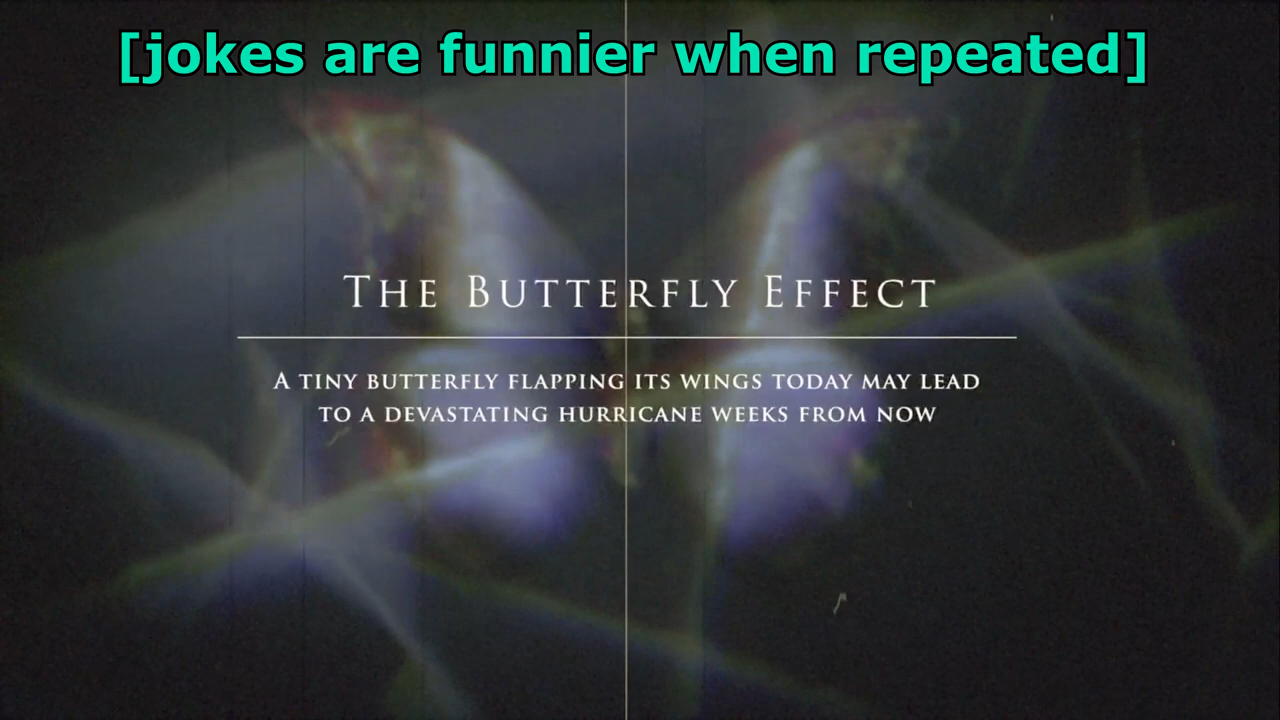 [jokes are funnier when repeated]
The Butterfly Effect
A tiny butterfly flapping its wings today may lead
to a devastating hurricane weeks from now